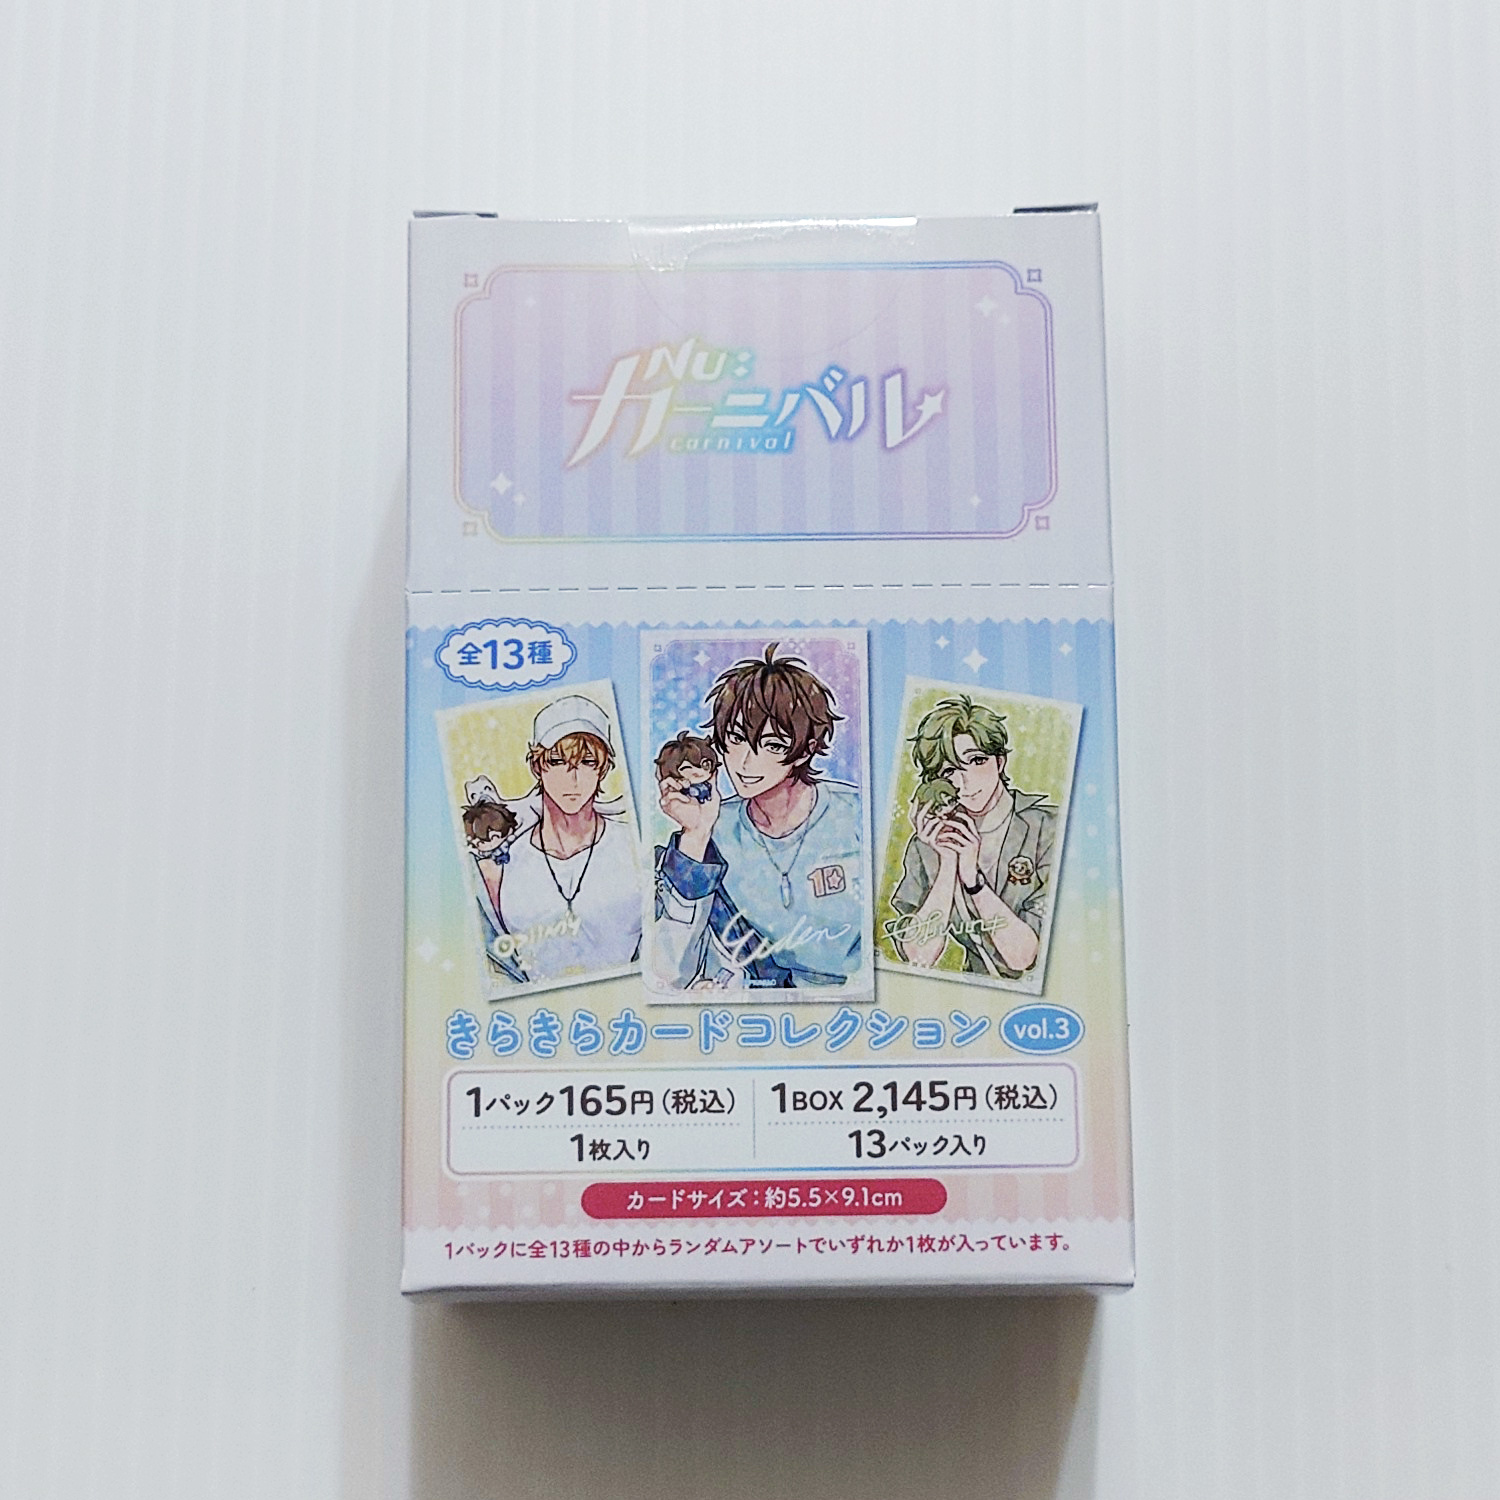 Nu:
カーニバル
carnival
全13種
Eiden
きらきらカードコレクション vol.3
1パック165円(税込)
1枚入り
1BOX 2,145円(税込)
13パック入り
カードサイズ:約5.5×9.1cm
1パックに全13種の中からランダムアソートでいずれか1枚が入っています。